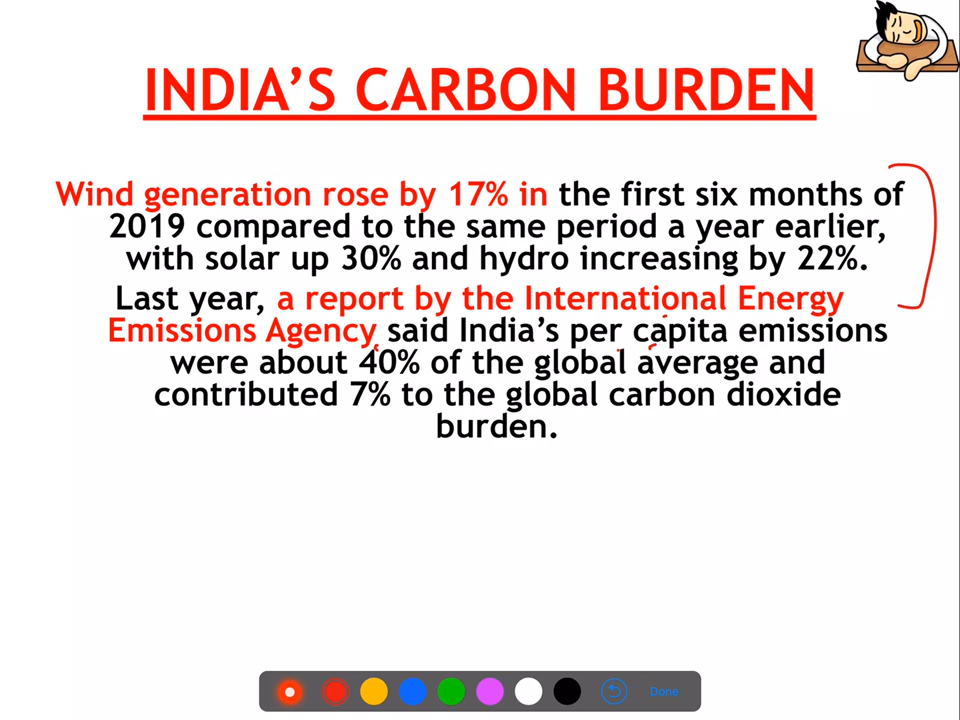 INDIA’S CARBON BURDEN
Wind generation rose by 17% in the first six months of
2019 compared to the same period a year earlier,
with solar up 30% and hydro increasing by 22%.
Last year, a report by the International Energy
Emissions Agency, said India’s per capita emissions
were about 40% of the global average and
contributed 7% to the global carbon dioxide
burden.
Done